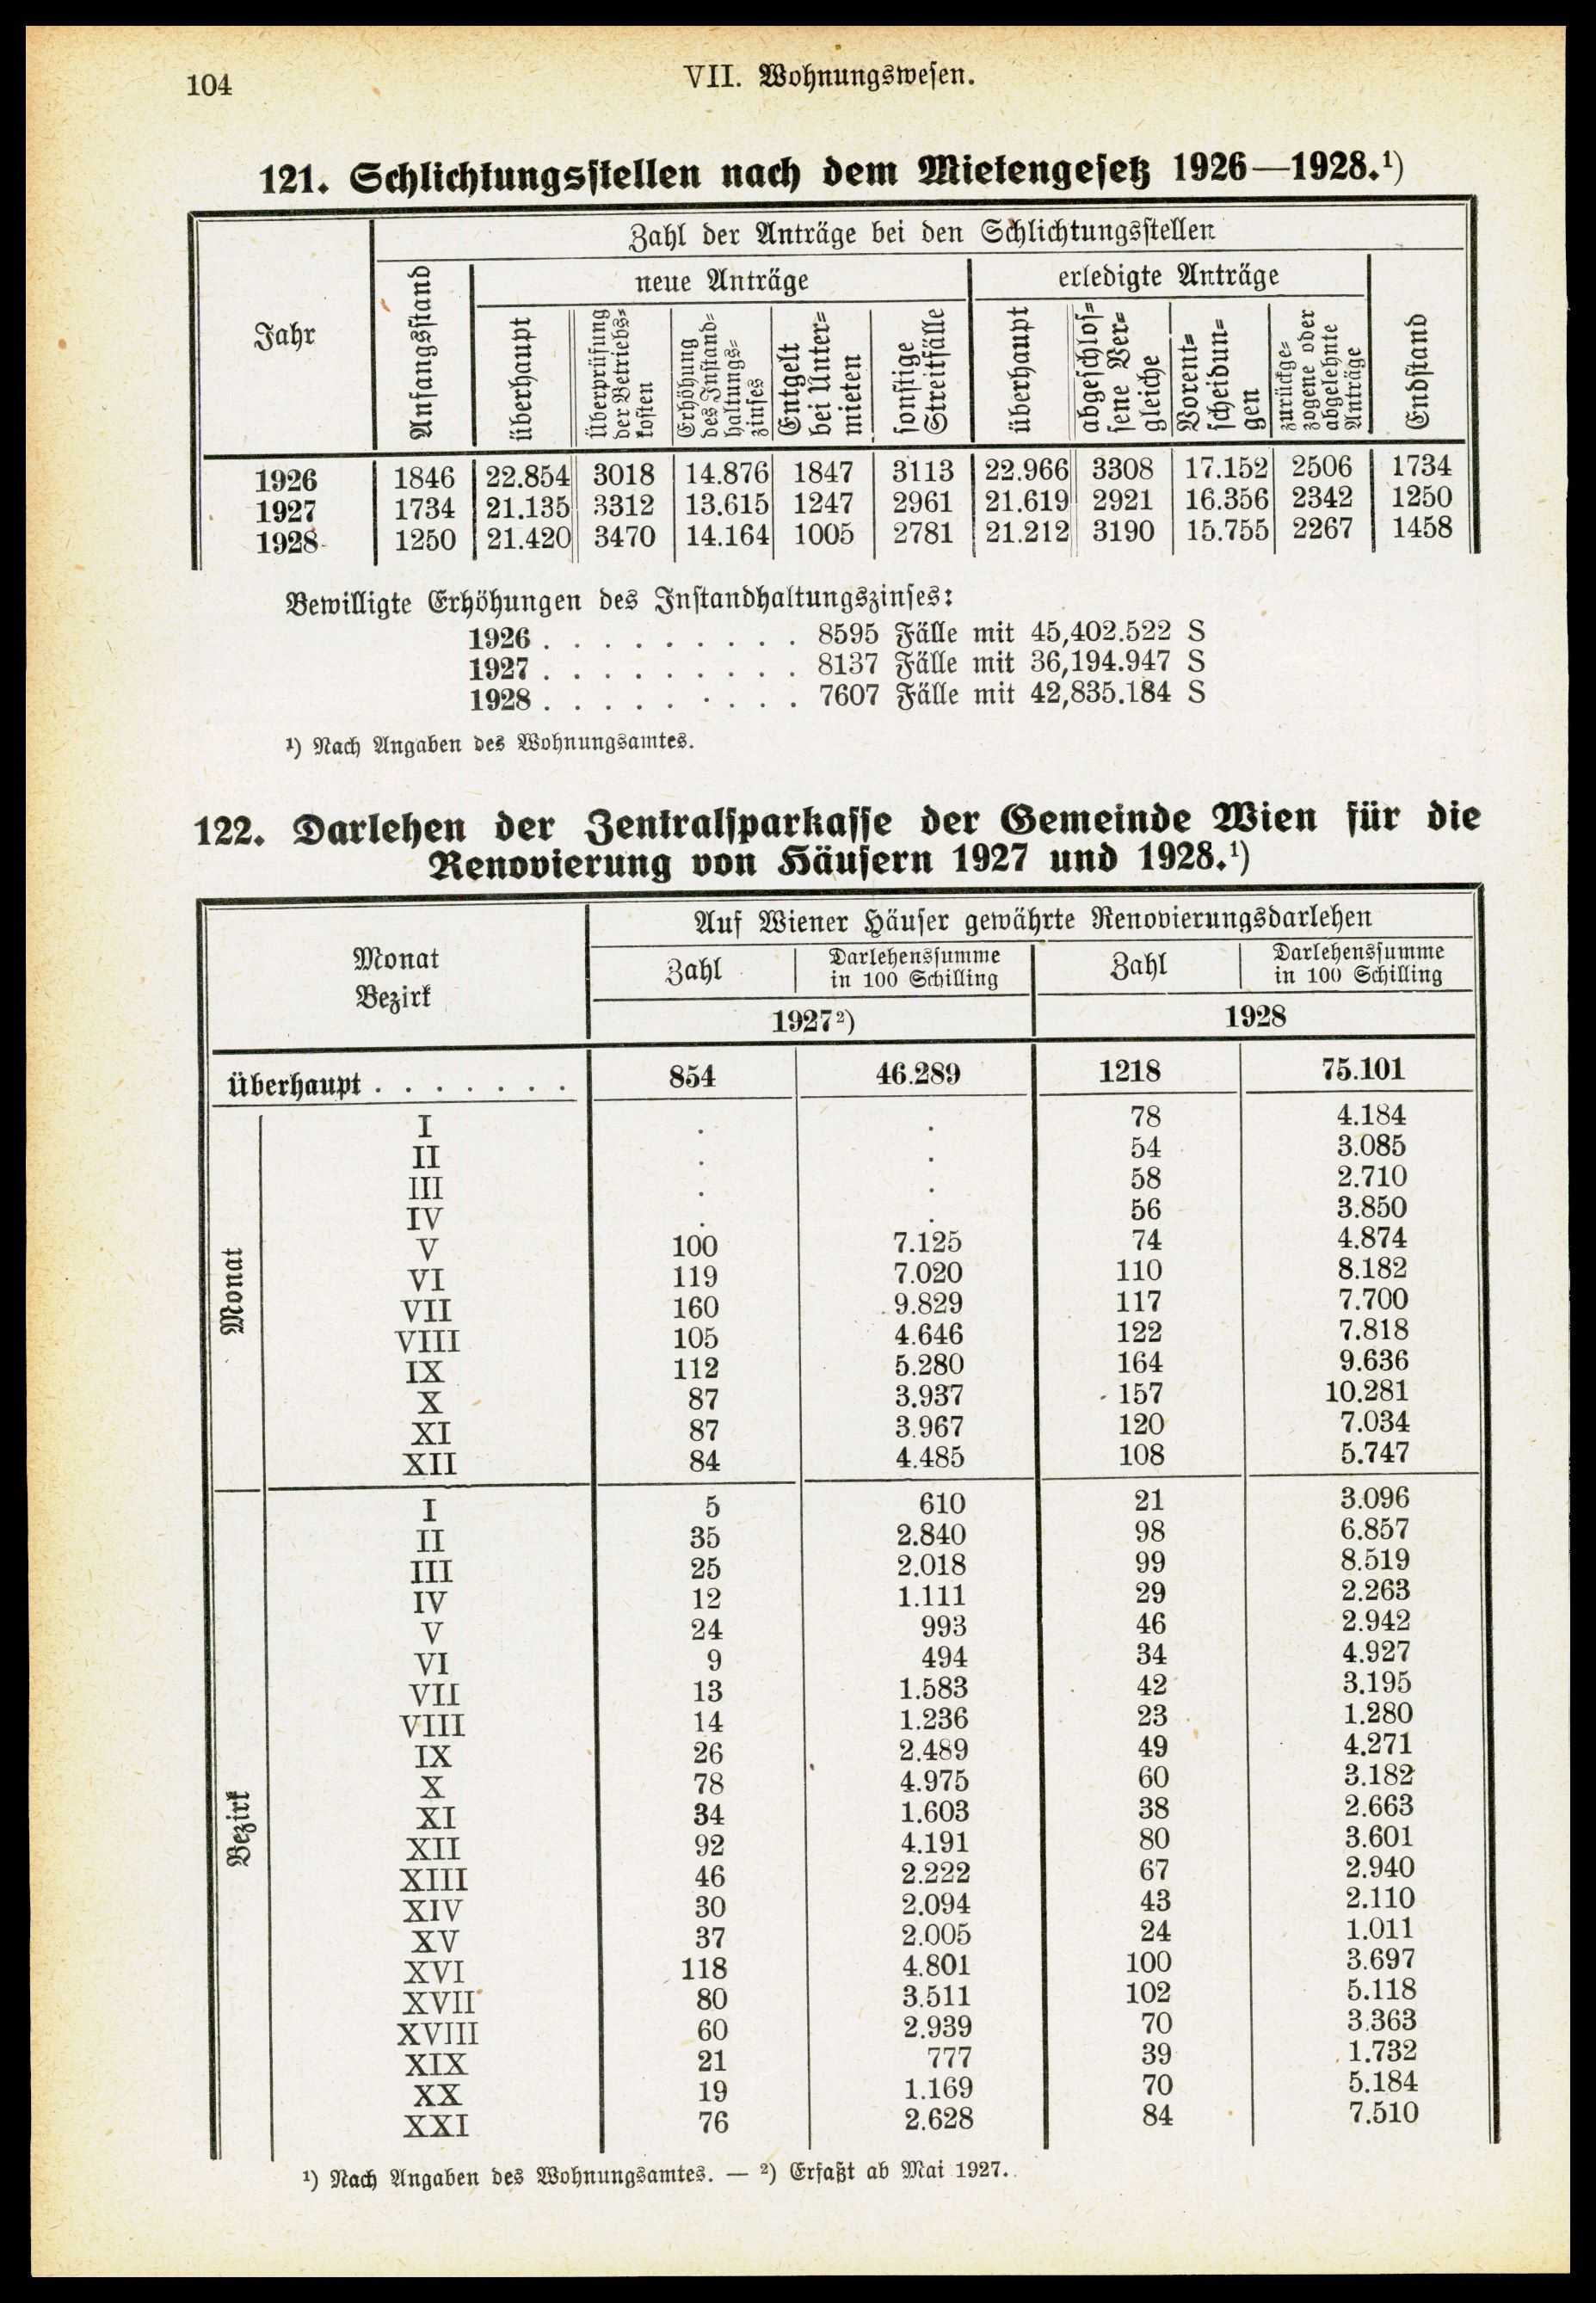 104
VII. Wohnungswesen.
121. Schlichtungsstellen nach dem Mietengesetz 1926—1928.¹)
Jahr
Zahl der Anträge bei den Schlichtungsstellen
Anfangsstand
neue Anträge
erledigte Anträge
Endstand
überhaupt
Überprüfung
der Betriebs-
kosten
Erhöhung
des Instand-
haltungs-
zinses
Entgelt
bei Unter-
mieten
sonstige
Streitfälle
überhaupt
abgeschlos-
sene Ver-
gleiche
Vorent-
scheidun-
gen
zurückge-
zogene oder
abgelehnte
Anträge
1926 1846 22.854 3018 14.876 1847 3113 22.966 3308 17.152 2506 1734
1927 1734 21.135 3312 13.615 1247 2961 21.619 2921 16.356 2342 1250
1928 1250 21.420 3470 14.164 1005 2781 21.212 3190 15.755 2267 1458
Bewilligte Erhöhungen des Instandhaltungszinses:
1926 . . . . . . . . . 8595 Fälle mit 45,402.522 S
1927 . . . . . . . . . 8137 Fälle mit 36,194.947 S
1928 . . . . . . . . . 7607 Fälle mit 42,835.184 S
¹) Nach Angaben des Wohnungsamtes.
122. Darlehen der Zentralsparkasse der Gemeinde Wien für die
Renovierung von Häusern 1927 und 1928.¹)
Monat
Bezirk
Auf Wiener Häuser gewährte Renovierungsdarlehen
Zahl
Darlehenssumme
in 100 Schilling
Zahl
Darlehenssumme
in 100 Schilling
1927²)
1928
überhaupt . . . . . . . 854 46.289 1218 75.101
Monat
I . . 78 4.184
II . . 54 3.085
III . . 58 2.710
IV . . 56 3.850
V 100 7.125 74 4.874
VI 119 7.020 110 8.182
VII 160 9.829 117 7.700
VIII 105 4.646 122 7.818
IX 112 5.280 164 9.636
X 87 3.937 157 10.281
XI 87 3.967 120 7.034
XII 84 4.485 108 5.747
Bezirk
I 5 610 21 3.096
II 35 2.840 98 6.857
III 25 2.018 99 8.519
IV 12 1.111 29 2.263
V 24 993 46 2.942
VI 9 494 34 4.927
VII 13 1.583 42 3.195
VIII 14 1.236 23 1.280
IX 26 2.489 49 4.271
X 78 4.975 60 3.182
XI 34 1.603 38 2.663
XII 92 4.191 80 3.601
XIII 46 2.222 67 2.940
XIV 30 2.094 43 2.110
XV 37 2.005 24 1.011
XVI 118 4.801 100 3.697
XVII 80 3.511 102 5.118
XVIII 60 2.939 70 3.363
XIX 21 777 39 1.732
XX 19 1.169 70 5.184
XXI 76 2.628 84 7.510
¹) Nach Angaben des Wohnungsamtes. — ²) Erfaßt ab Mai 1927.